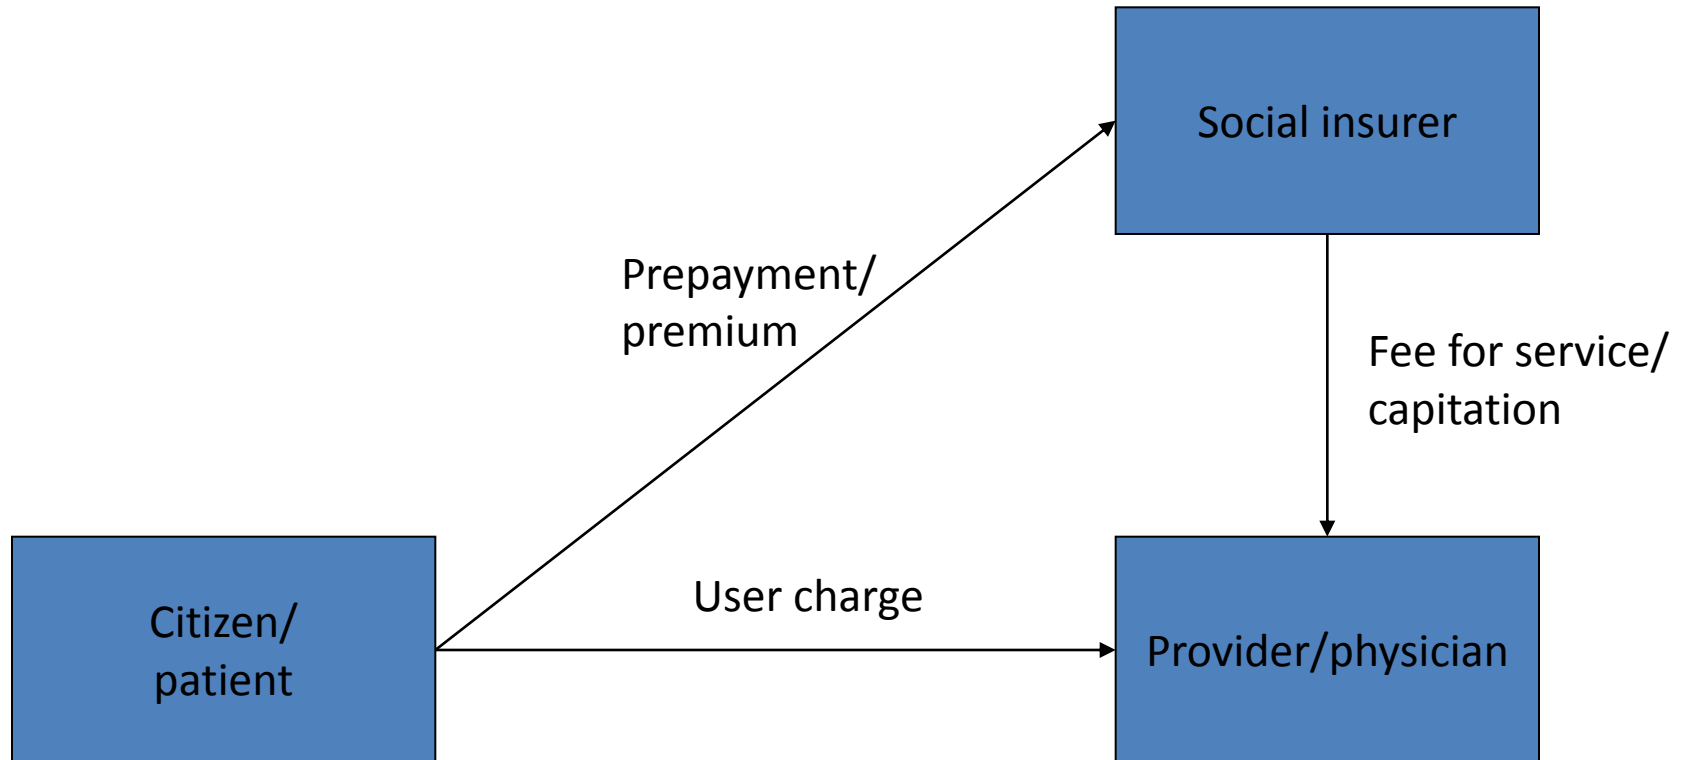 Social insurer
Prepayment/
premium
Fee for service/
capitation
User charge
Citizen/
patient
Provider/physician